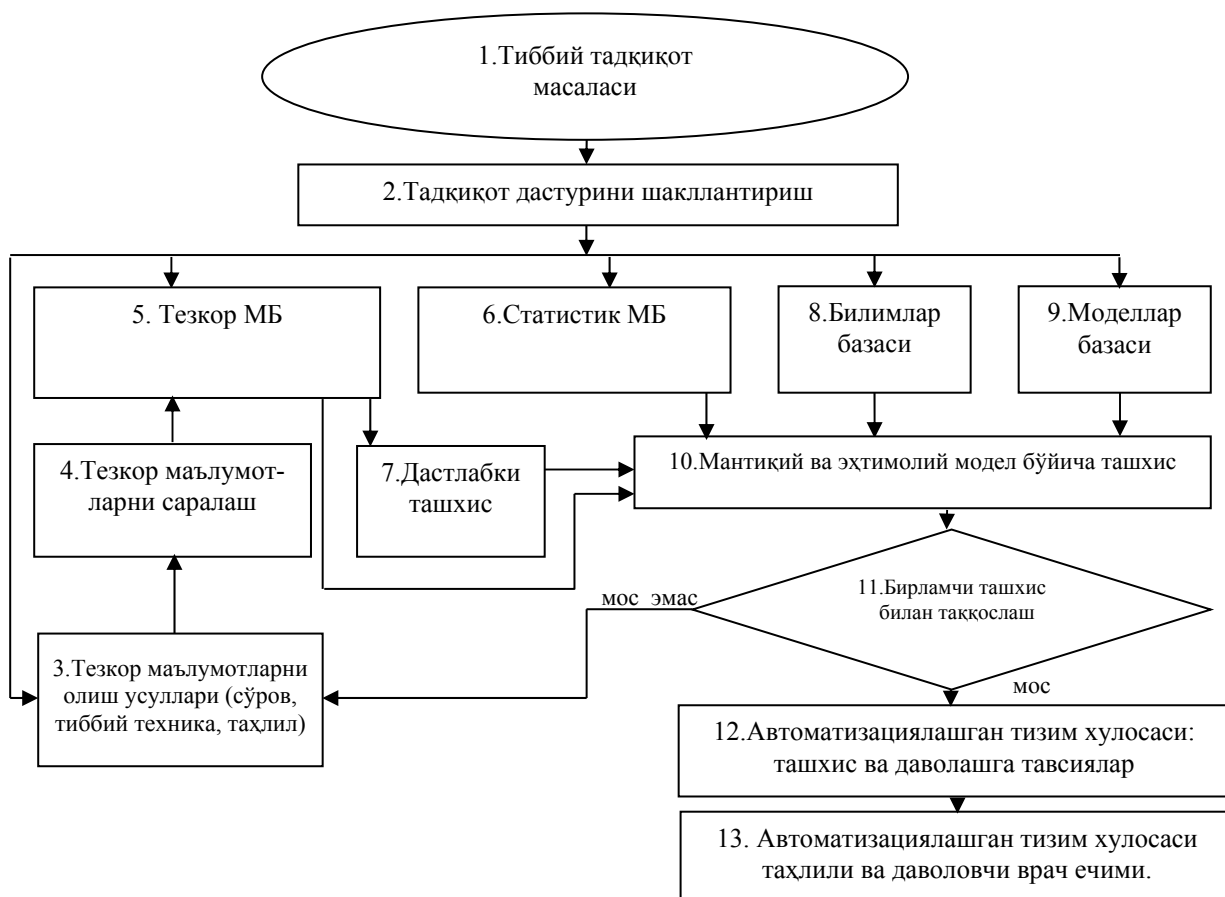 1.Тиббий тадқиқот
масаласи
2.Тадқиқот дастурини шакллантириш
5. Тезкор МБ
6.Статистик МБ
8.Билимлар
базаси
9.Моделлар
базаси
4.Тезкор маълумот-
ларни саралаш
7.Дастлабки
ташхис
10.Мантиқий ва эҳтимолий модел бўйича ташхис
11.Бирламчи ташхис
билан таққослаш
мос эмас
3.Тезкор маълумотларни
олиш усуллари (сўров,
тиббий техника, таҳлил)
мос
12.Автоматизациялашган тизим хулосаси:
ташхис ва даволашга тавсиялар
13. Автоматизациялашган тизим хулосаси
таҳлили ва даволовчи врач ечими.